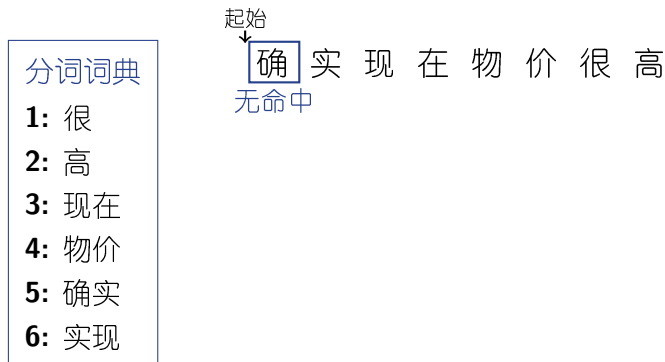 起始
确 实 现 在 物 价 很 高
无命中
分词词典
1: 很
2: 高
3: 现在
4: 物价
5: 确实
6: 实现